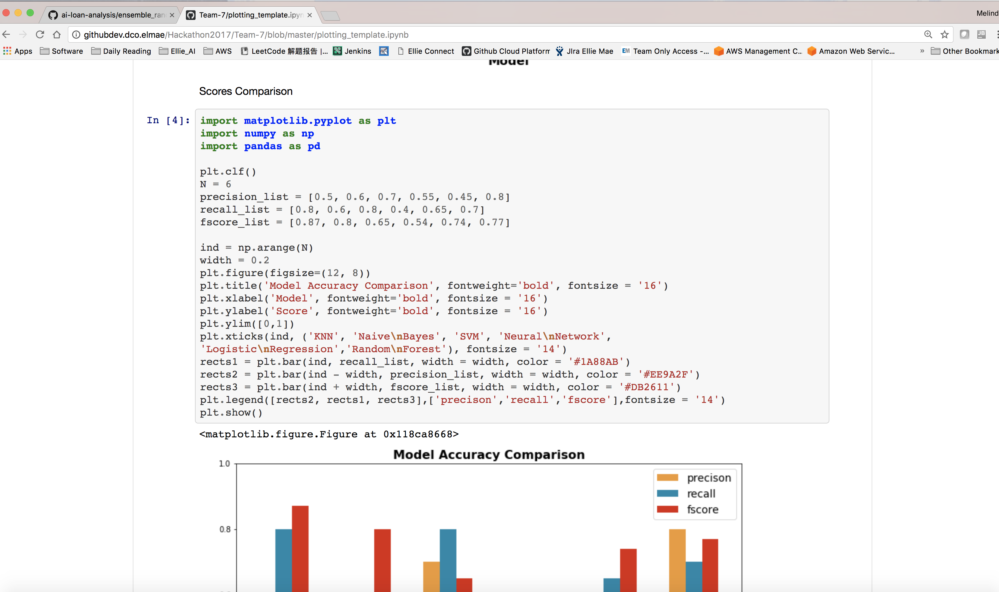 ai-loan-analysis/ensemble_ran
Team-7/plotting_template.ipyn
Melind
githubdev.dco.elmae/Hackathon2017/Team-7/blob/master/plotting_template.ipynb
JB
Apps Software Daily Reading Ellie_AI AWS LeetCode 解题报告 |... Jenkins Ellie Connect Github Cloud Platform JIra Ellie Mae EM Team Only Access -... AWS Management C... Amazon Web Servic... » Other Bookmark
Model
Scores Comparison
In [4]:
import matplotlib.pyplot as plt
import numpy as np
import pandas as pd
plt.clf()
N = 6
precision_list = [0.5, 0.6, 0.7, 0.55, 0.45, 0.8]
recall_list = [0.8, 0.6, 0.8, 0.4, 0.65, 0.7]
fscore_list = [0.87, 0.8, 0.65, 0.54, 0.74, 0.77]
ind = np.arange(N)
width = 0.2
plt.figure(figsize=(12, 8))
plt.title('Model Accuracy Comparison', fontweight='bold', fontsize = '16')
plt.xlabel('Model', fontweight='bold', fontsize = '16')
plt.ylabel('Score', fontweight='bold', fontsize = '16')
plt.ylim([0,1])
plt.xticks(ind, ('KNN', 'Naive\nBayes', 'SVM', 'Neural\nNetwork',
'Logistic\nRegression','Random\nForest'), fontsize = '14')
rects1 = plt.bar(ind, recall_list, width = width, color = '#1A88AB')
rects2 = plt.bar(ind - width, precision_list, width = width, color = '#EE9A2F')
rects3 = plt.bar(ind + width, fscore_list, width = width, color = '#DB2611')
plt.legend([rects2, rects1, rects3],['precison','recall','fscore'],fontsize = '14')
plt.show()
<matplotlib.figure.Figure at 0x118ca8668>
Model Accuracy Comparison
1.0
precison
recall
fscore
0.8